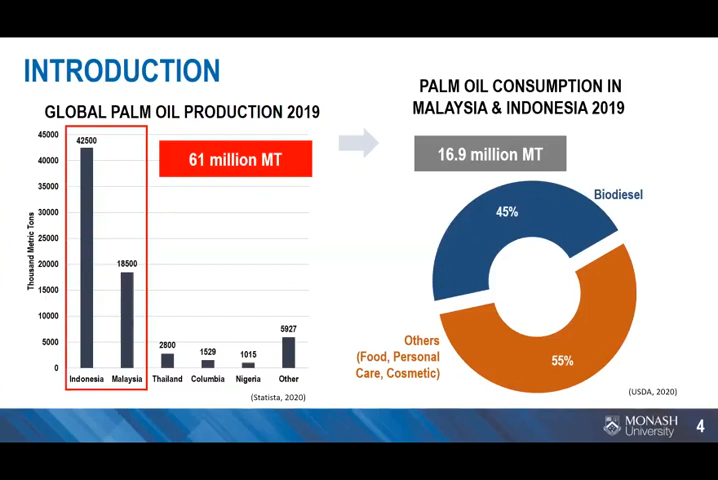 INTRODUCTION
GLOBAL PALM OIL PRODUCTION 2019
61 million MT
Thousand Metric Tons
45000
40000
35000
30000
25000
20000
15000
10000
5000
0
42500
18500
2800
1529
1015
5927
Indonesia
Malaysia
Thailand
Columbia
Nigeria
Other
(Statista, 2020)
PALM OIL CONSUMPTION IN
MALAYSIA & INDONESIA 2019
16.9 million MT
Biodiesel
45%
Others
(Food, Personal
Care, Cosmetic)
55%
(USDA, 2020)
MONASH
University
4